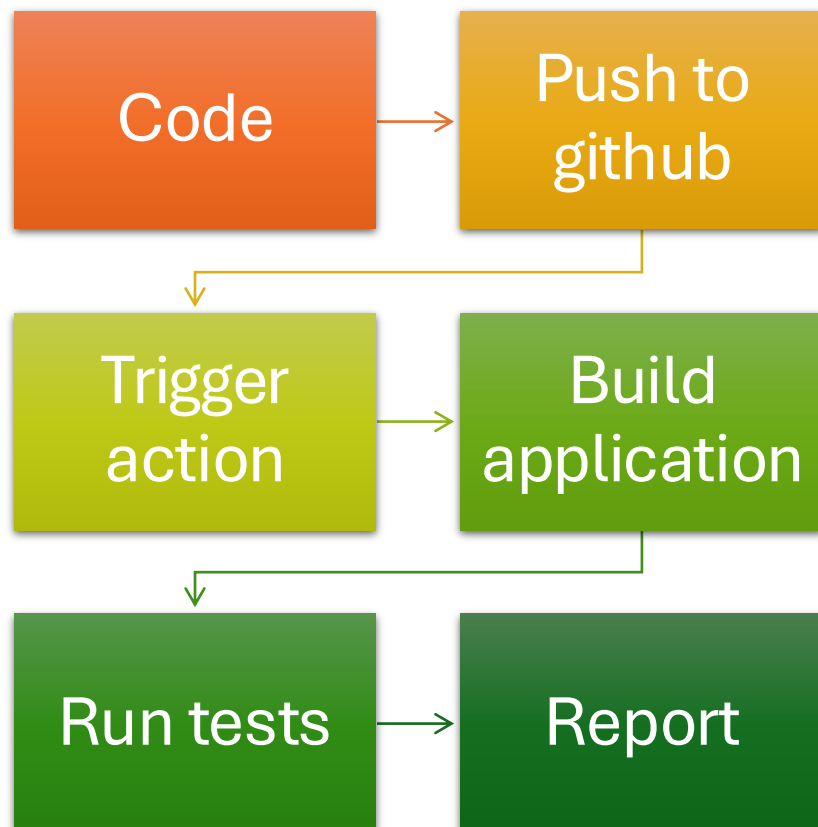 Code
Push to
github
Trigger
action
Build
application
Run tests
Report